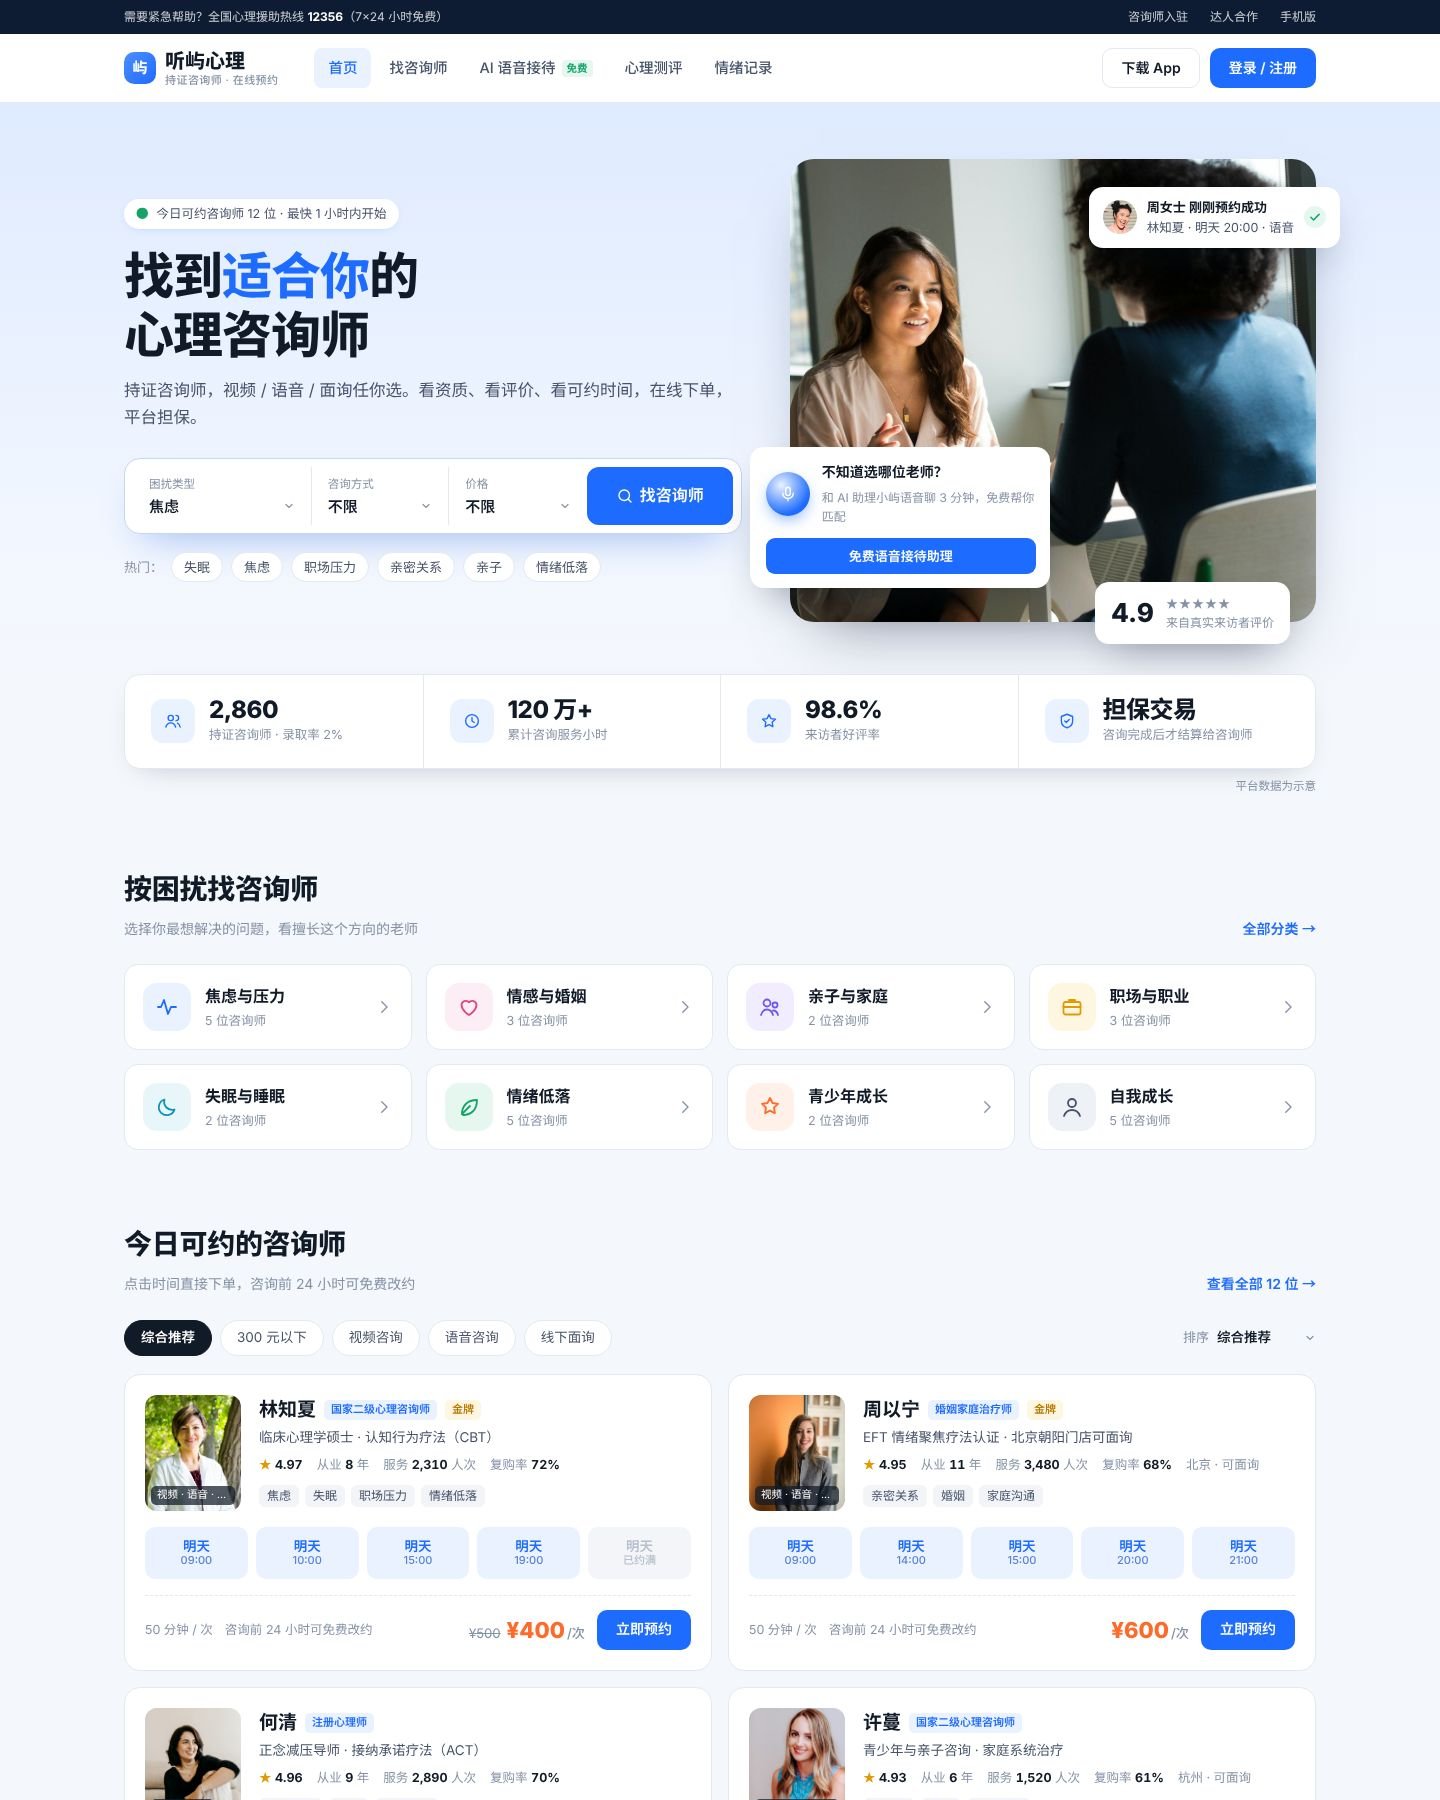 需要紧急帮助？全国心理援助热线 12356（7×24 小时免费）
咨询师入驻 达人合作 手机版
屿 听屿心理
持证咨询师 · 在线预约
首页 找咨询师 AI 语音接待 免费 心理测评 情绪记录
下载 App 登录 / 注册
今日可约咨询师 12 位 · 最快 1 小时内开始
找到适合你的
心理咨询师
持证咨询师，视频 / 语音 / 面询任你选。看资质、看评价、看可约时间，在线下单，
平台担保。
困扰类型 咨询方式 价格
焦虑 不限 不限 找咨询师
热门： 失眠 焦虑 职场压力 亲密关系 亲子 情绪低落
周女士 刚刚预约成功
林知夏 · 明天 20:00 · 语音
不知道选哪位老师？
和 AI 助理小屿语音聊 3 分钟，免费帮你
匹配
免费语音接待助理
4.9 ★★★★★
来自真实来访者评价
2,860
持证咨询师 · 录取率 2%
120 万+
累计咨询服务小时
98.6%
来访者好评率
担保交易
咨询完成后才结算给咨询师
平台数据为示意
按困扰找咨询师
选择你最想解决的问题，看擅长这个方向的老师
全部分类 →
焦虑与压力
5 位咨询师
情感与婚姻
3 位咨询师
亲子与家庭
2 位咨询师
职场与职业
3 位咨询师
失眠与睡眠
2 位咨询师
情绪低落
5 位咨询师
青少年成长
2 位咨询师
自我成长
5 位咨询师
今日可约的咨询师
点击时间直接下单，咨询前 24 小时可免费改约
查看全部 12 位 →
综合推荐 300 元以下 视频咨询 语音咨询 线下面询
排序 综合推荐
林知夏 国家二级心理咨询师 金牌
临床心理学硕士 · 认知行为疗法（CBT）
★ 4.97 从业 8 年 服务 2,310 人次 复购率 72%
视频 · 语音 · ...
焦虑 失眠 职场压力 情绪低落
明天 明天 明天 明天 明天
09:00 10:00 15:00 19:00 已约满
50 分钟 / 次 咨询前 24 小时可免费改约
¥500 ¥400/次 立即预约
周以宁 婚姻家庭治疗师 金牌
EFT 情绪聚焦疗法认证 · 北京朝阳门店可面询
★ 4.95 从业 11 年 服务 3,480 人次 复购率 68% 北京 · 可面询
视频 · 语音 · ...
亲密关系 婚姻 家庭沟通
明天 明天 明天 明天 明天
09:00 14:00 15:00 20:00 21:00
50 分钟 / 次 咨询前 24 小时可免费改约
¥600/次 立即预约
何清 注册心理师
正念减压导师 · 接纳承诺疗法（ACT）
★ 4.96 从业 9 年 服务 2,890 人次 复购率 70%
许蔓 国家二级心理咨询师
青少年与亲子咨询 · 家庭系统治疗
★ 4.93 从业 6 年 服务 1,520 人次 复购率 61% 杭州 · 可面询